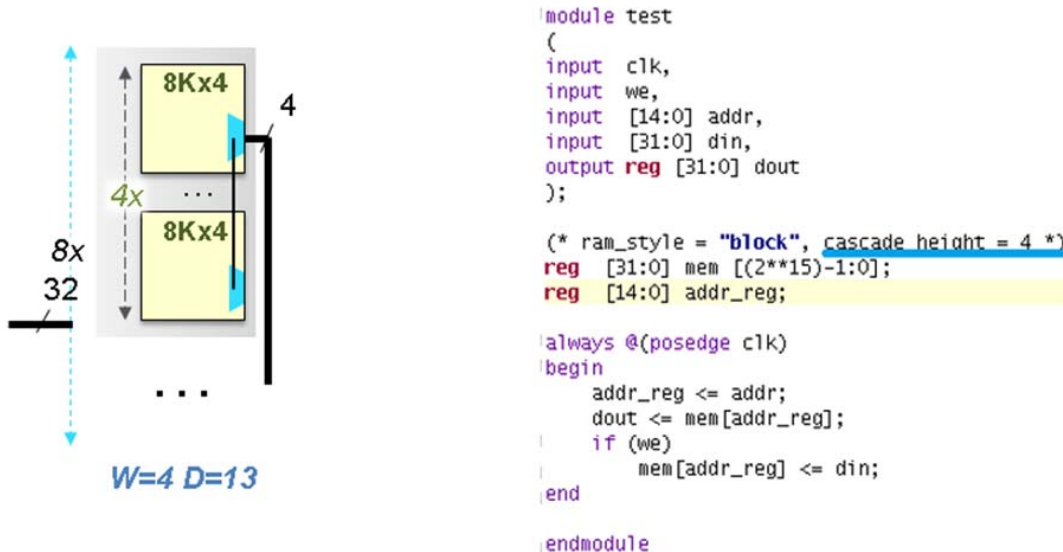 8Kx4
4
...
4x
8Kx4
8x
32
...
W=4 D=13
module test
(
input clk,
input we,
input [14:0] addr,
input [31:0] din,
output reg [31:0] dout
);
(* ram_style = "block", cascade_height = 4 *)
reg [31:0] mem [(2**15)-1:0];
reg [14:0] addr_reg;
always @(posedge clk)
begin
addr_reg <= addr;
dout <= mem[addr_reg];
if (we)
mem[addr_reg] <= din;
end
endmodule